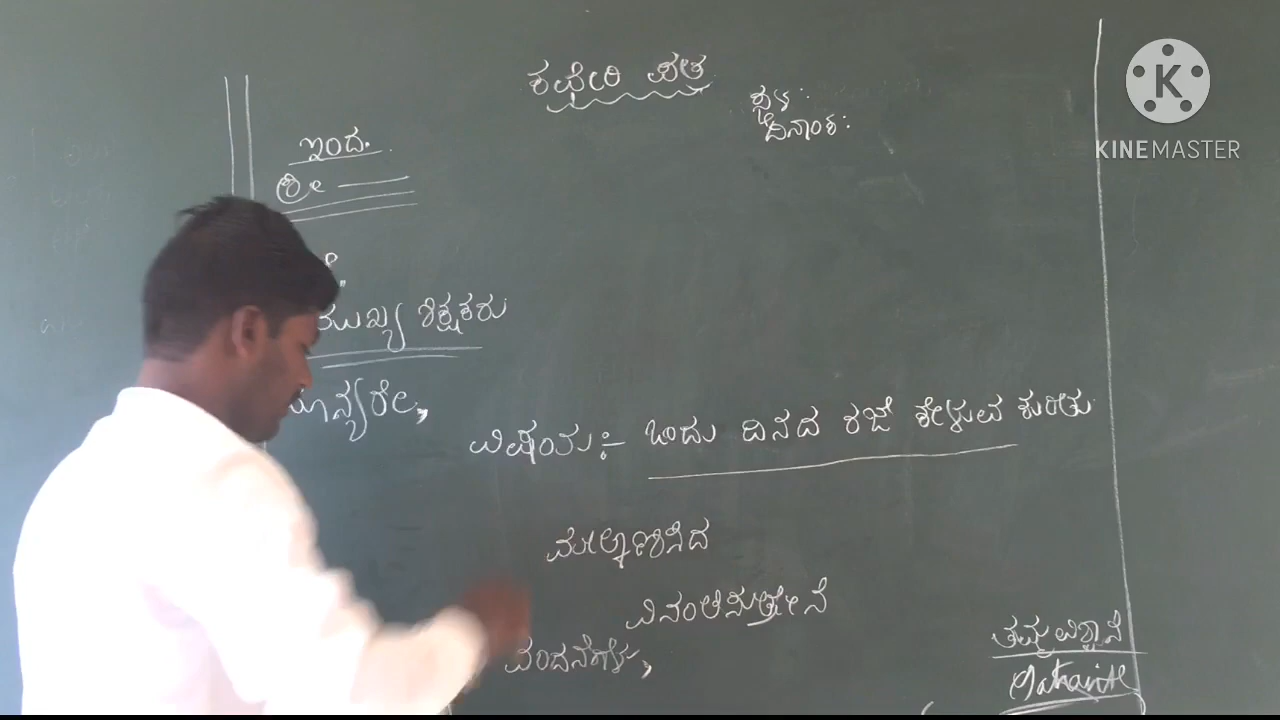 ಕಛೇರಿ ಪತ್ರ
ಸ್ಥಳ:
ದಿನಾಂಕ:
ಇಂದ.
ಶ್ರೀ
ಮುಖ್ಯ ಶಿಕ್ಷಕರು
ಮಾನ್ಯರೇ,
ವಿಷಯ:- ಒಂದು ದಿನದ ರಜೆ ಕೇಳುವ ಕುರಿತು
ಮೇಲ್ಕಾಣಿಸಿದ
ವಿನಂತಿಸುತ್ತೇನೆ
ವಂದನೆಗಳು,
ತಮ್ಮ ವಿಶ್ವಾಸಿ
K
KINEMASTER